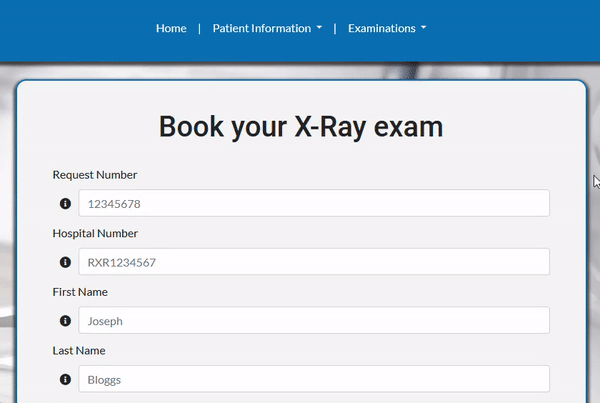 Home | Patient Information | Examinations
Book your X-Ray exam
Request Number
12345678
Hospital Number
RXR1234567
First Name
Joseph
Last Name
Bloggs